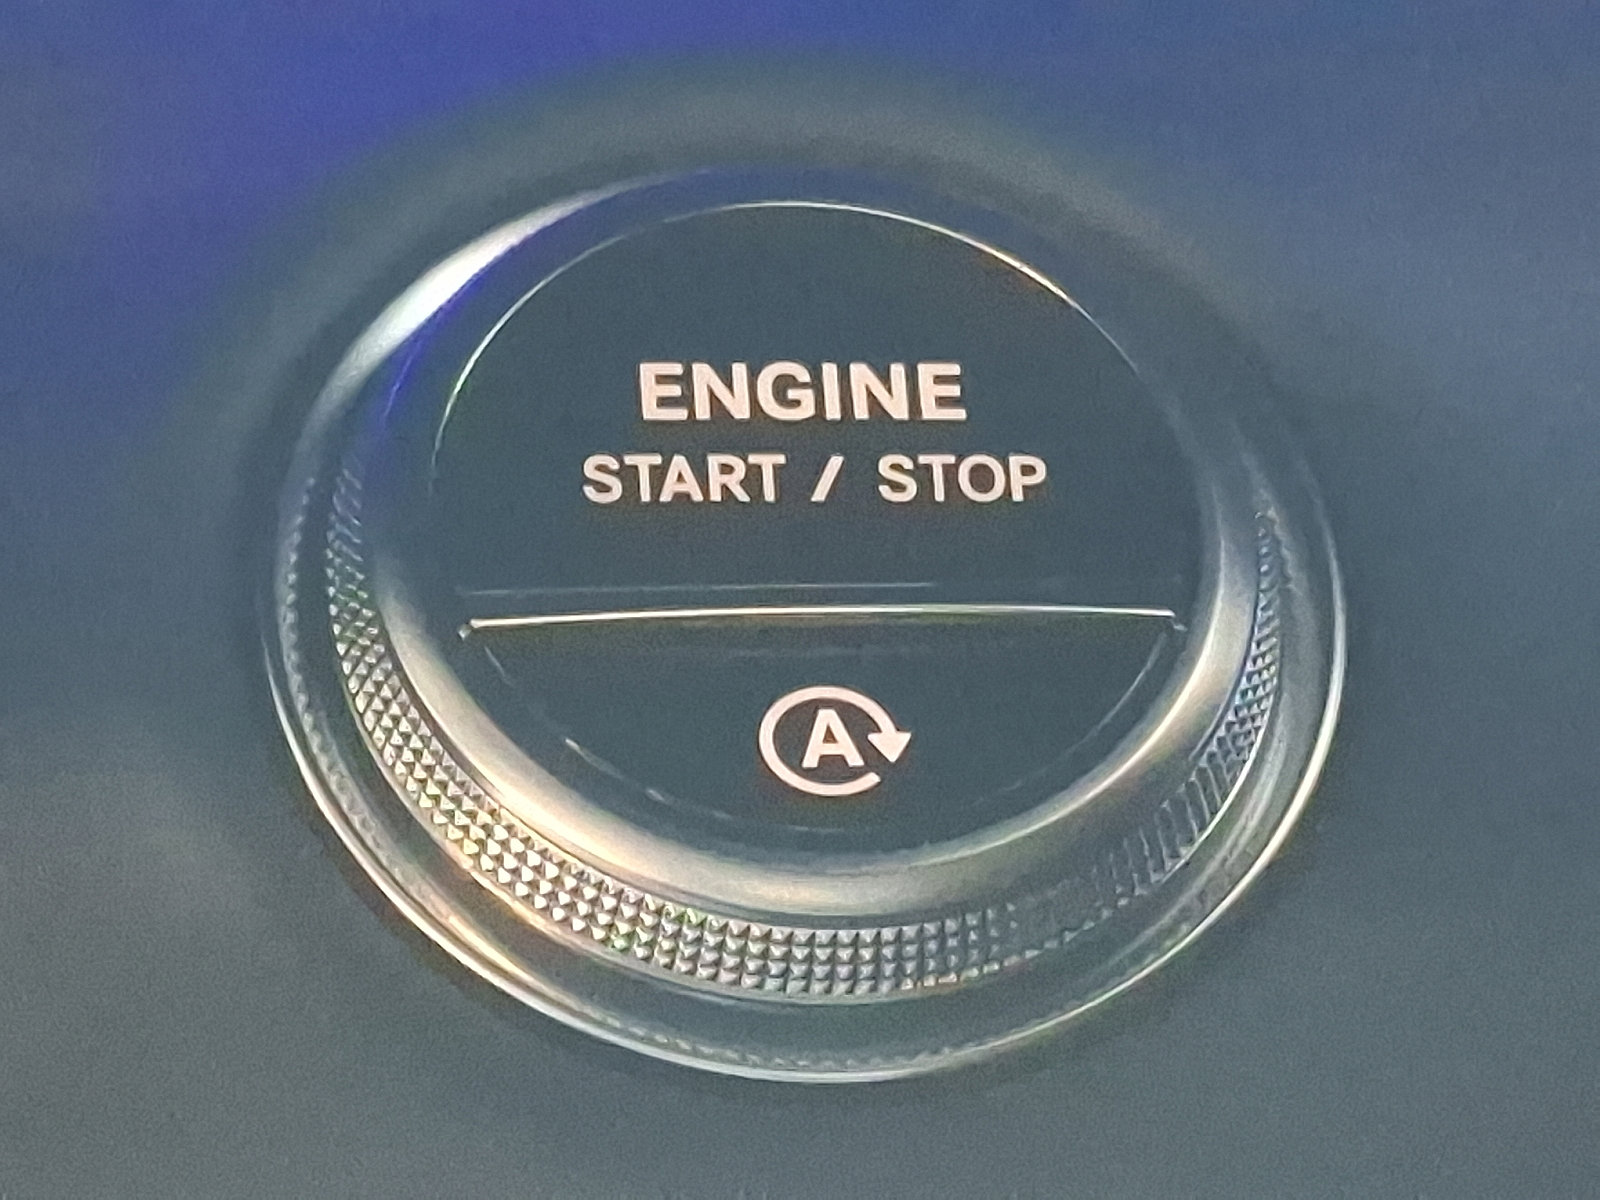 ENGINE
START / STOP
A